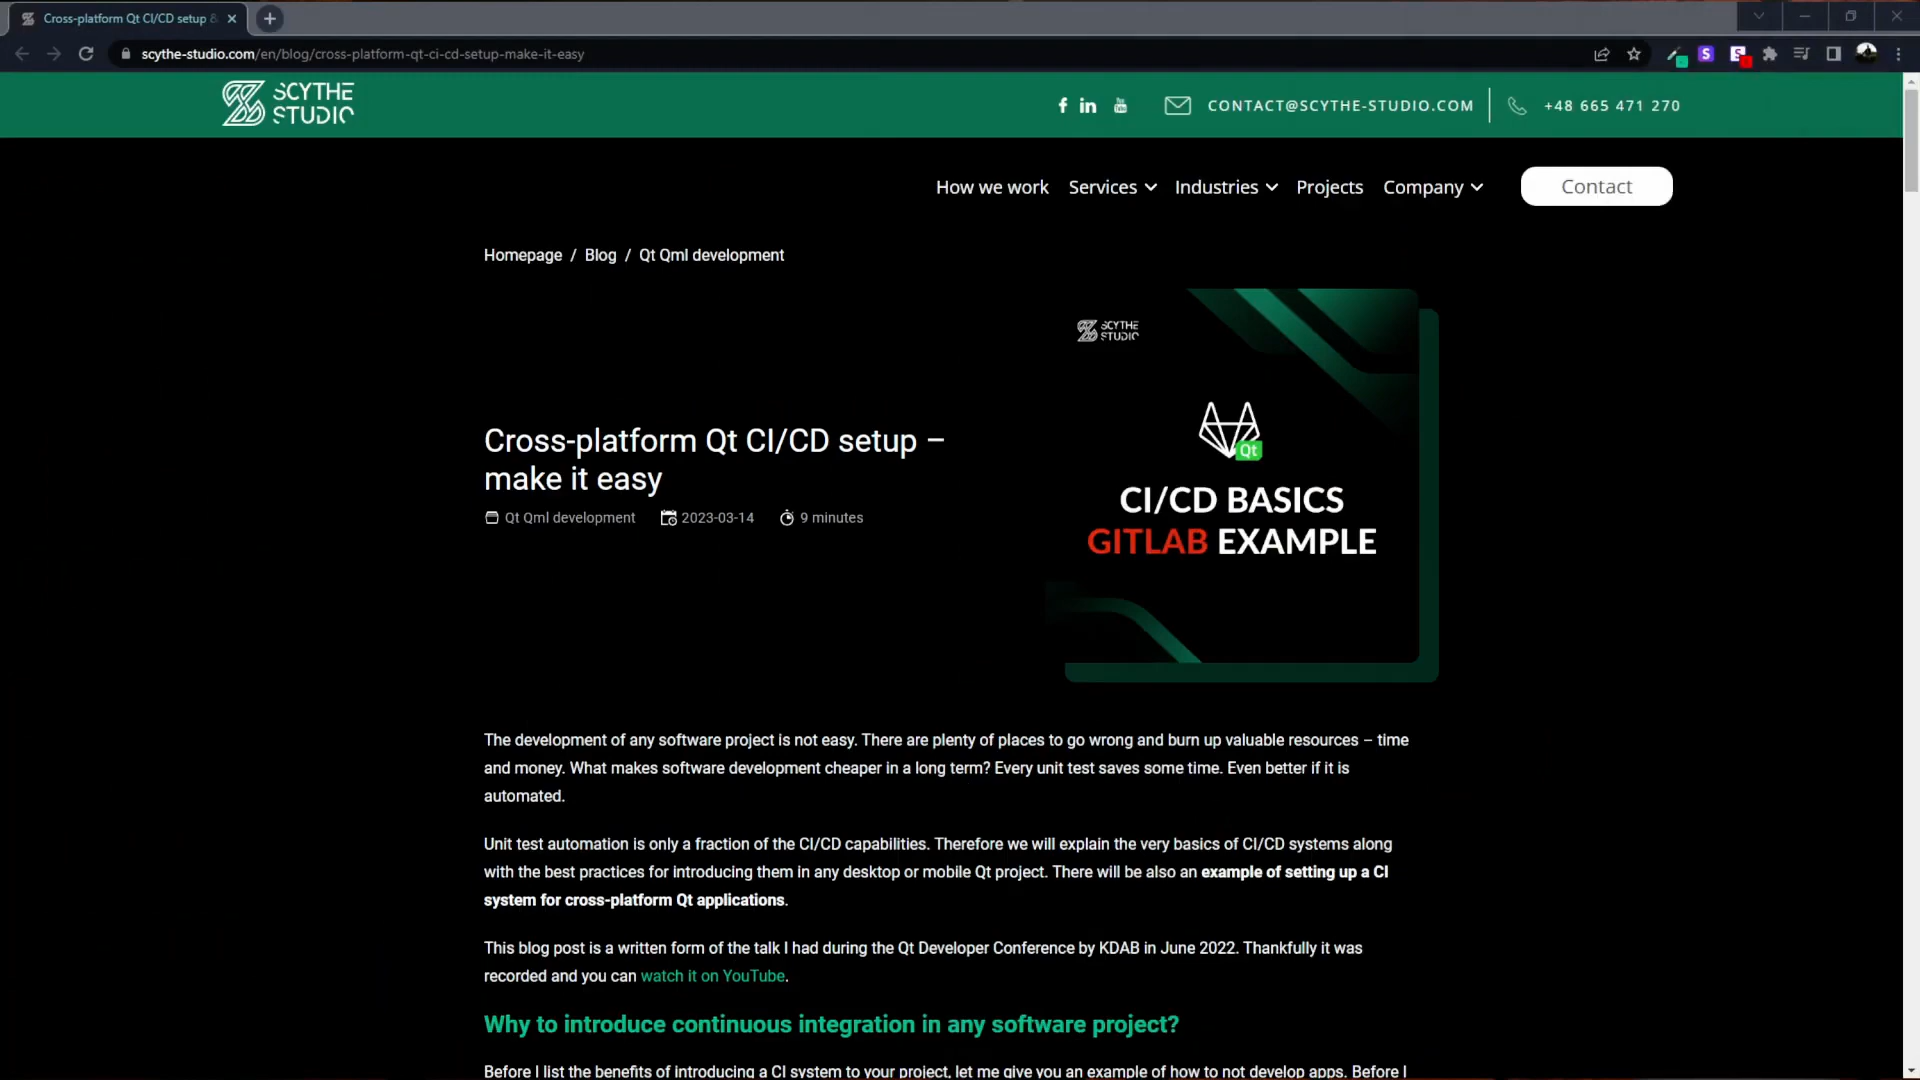 Cross-platform Qt CI/CD setup &
scythe-studio.com/en/blog/cross-platform-qt-ci-cd-setup-make-it-easy
SCYTHE
STUDIO
CONTACT@SCYTHE-STUDIO.COM
+48 665 471 270
How we work Services Industries Projects Company Contact
Homepage / Blog / Qt Qml development
SCYTHE
STUDIO
Qt
CI/CD BASICS
GITLAB EXAMPLE
Cross-platform Qt CI/CD setup –
make it easy
Qt Qml development 2023-03-14 9 minutes
The development of any software project is not easy. There are plenty of places to go wrong and burn up valuable resources – time
and money. What makes software development cheaper in a long term? Every unit test saves some time. Even better if it is
automated.
Unit test automation is only a fraction of the CI/CD capabilities. Therefore we will explain the very basics of CI/CD systems along
with the best practices for introducing them in any desktop or mobile Qt project. There will be also an example of setting up a CI
system for cross-platform Qt applications.
This blog post is a written form of the talk I had during the Qt Developer Conference by KDAB in June 2022. Thankfully it was
recorded and you can watch it on YouTube.
Why to introduce continuous integration in any software project?
Before I list the benefits of introducing a CI system to your project, let me give you an example of how to not develop apps. Before I